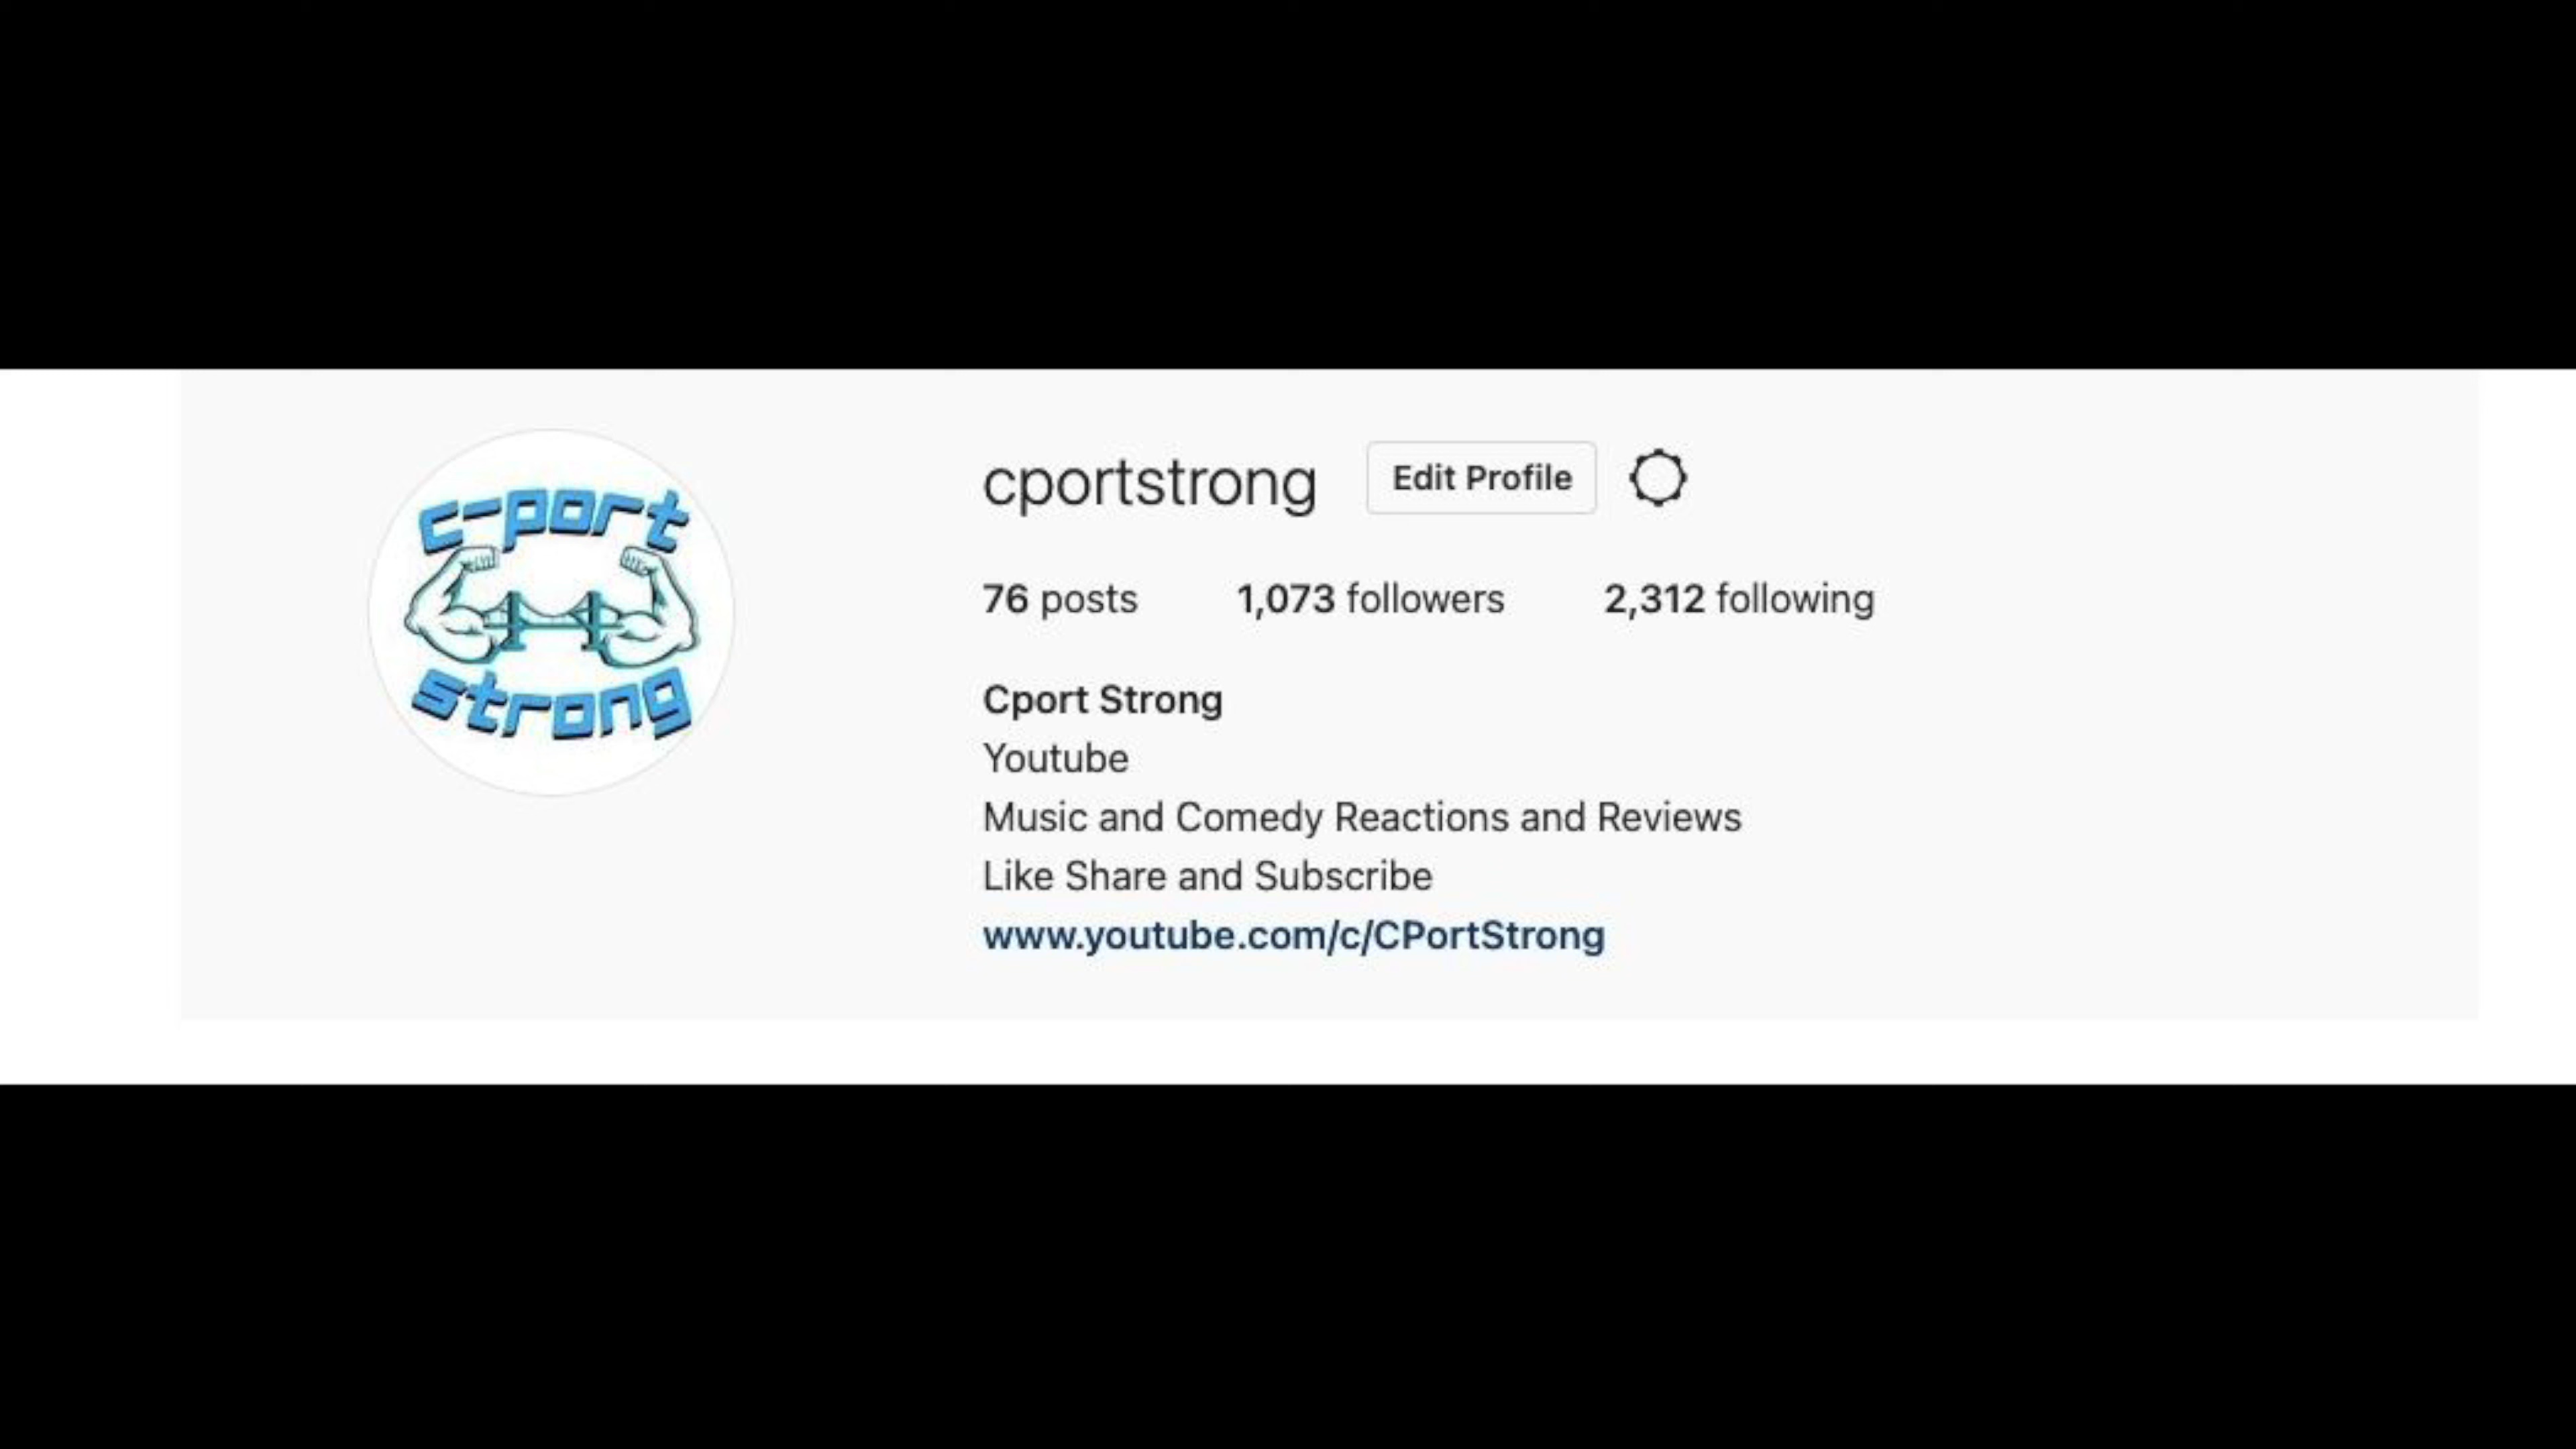 c-port
strong
cportstrong Edit Profile
76 posts 1,073 followers 2,312 following
Cport Strong
Youtube
Music and Comedy Reactions and Reviews
Like Share and Subscribe
www.youtube.com/c/CPortStrong